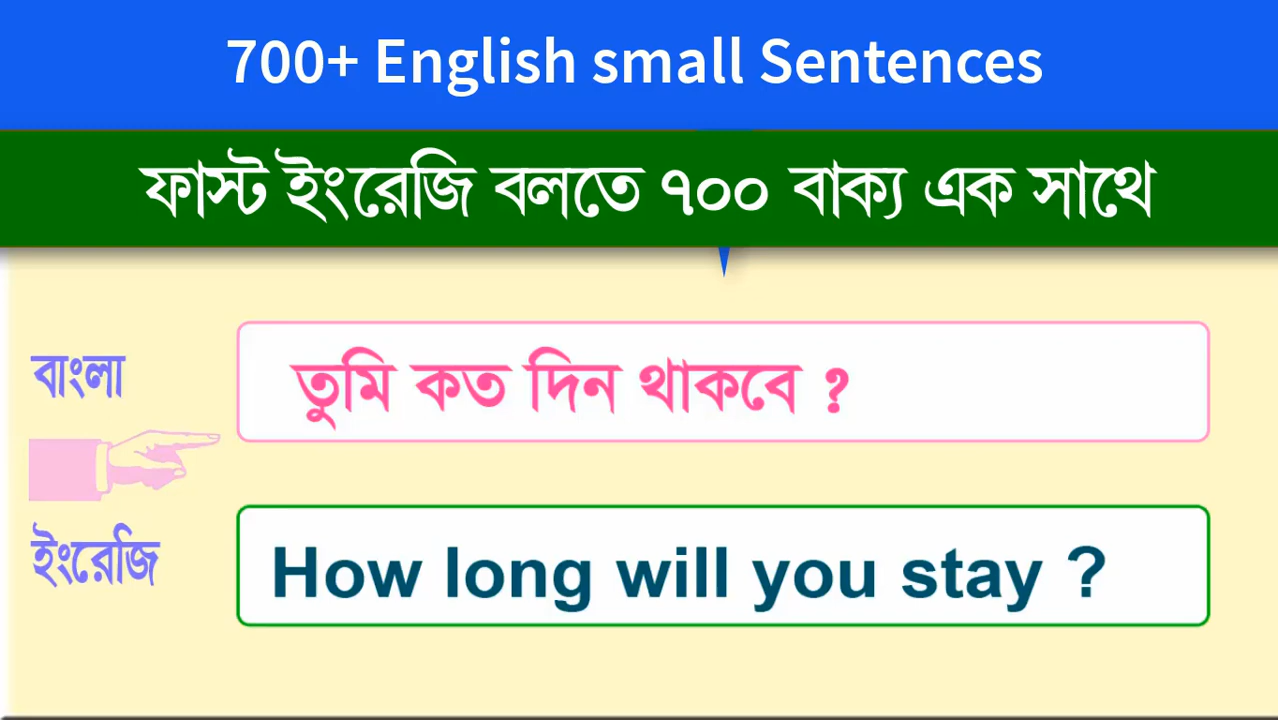 700+ English small Sentences
ফাস্ট ইংরেজি বলতে ৭০০ বাক্য এক সাথে
বাংলা
তুমি কত দিন থাকবে ?
ইংরেজি
How long will you stay ?